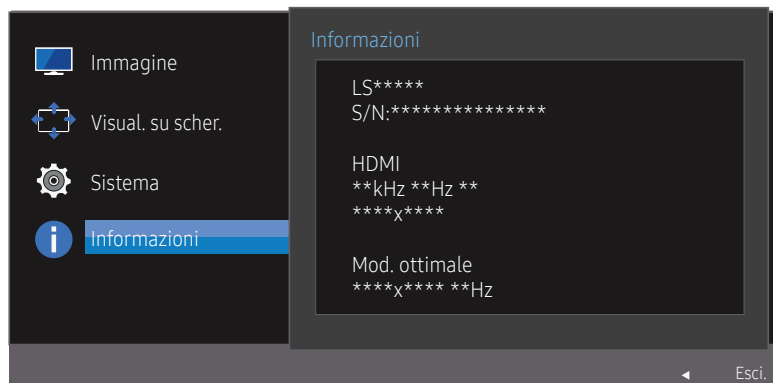 Immagine
Visual. su scher.
Sistema
Informazioni
Informazioni
LS*****
S/N:***************
HDMI
**kHz **Hz **
****x****
Mod. ottimale
****x**** **Hz
Esci.